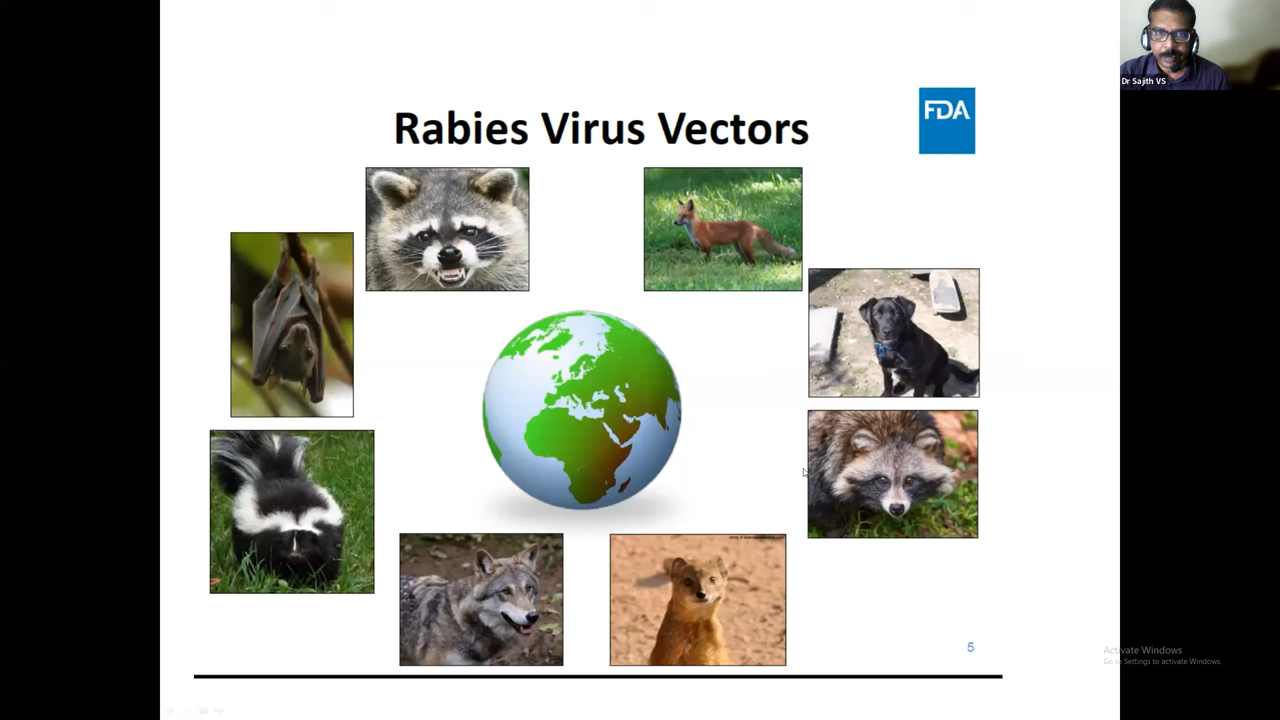 Dr Sajith VS
FDA
Rabies Virus Vectors
5
Activate Windows
Go to Settings to activate Windows.